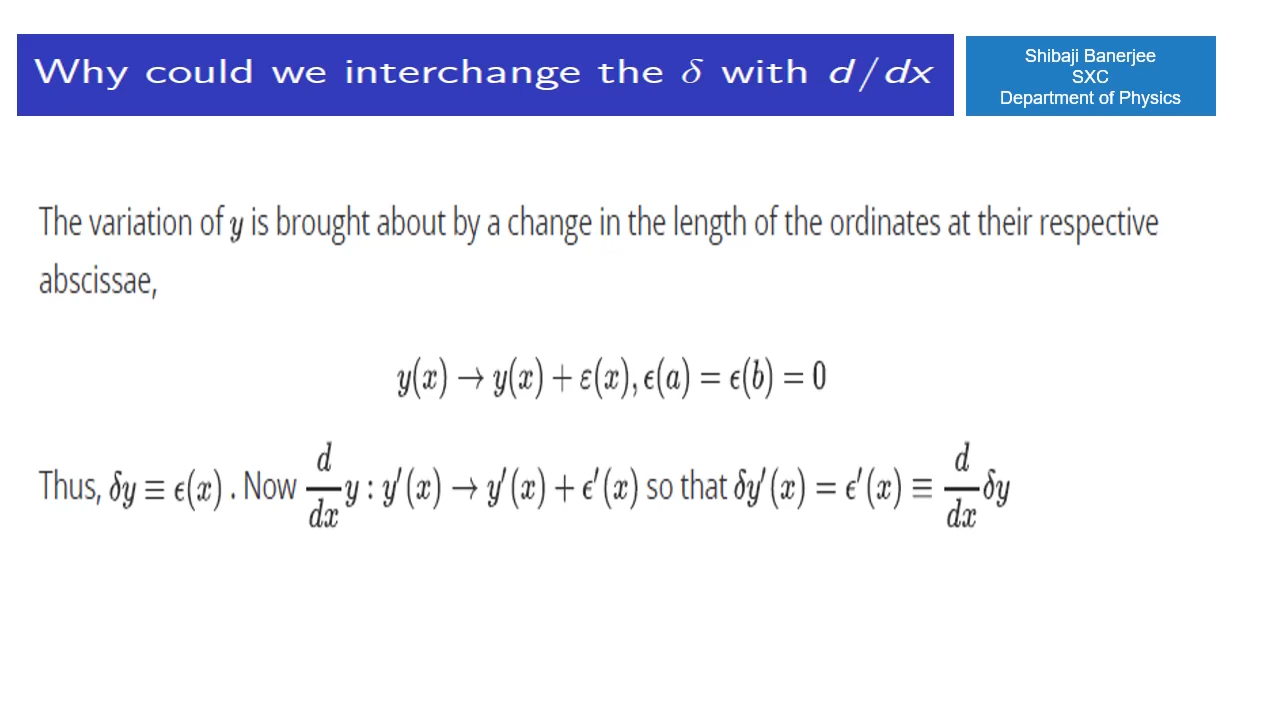 Why could we interchange the δ with d/dx
Shibaji Banerjee
SXC
Department of Physics
The variation of y is brought about by a change in the length of the ordinates at their respective
abscissae,
y(x) → y(x) + ε(x), ϵ(a) = ϵ(b) = 0
Thus, δy ≡ ϵ(x) . Now d/dx y : y′(x) → y′(x) + ϵ′(x) so that δy′(x) = ϵ′(x) ≡ d/dx δy